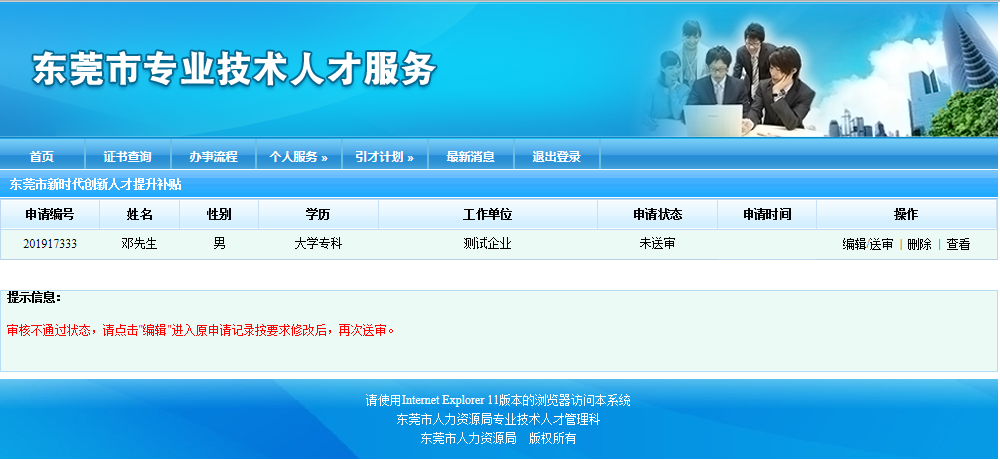 东莞市专业技术人才服务
首页 证书查询 办事流程 个人服务 » 引才计划 » 最新消息 退出登录
东莞市新时代创新人才提升补贴
申请编号 姓名 性别 学历 工作单位 申请状态 申请时间 操作
201917333 邓先生 男 大学专科 测试企业 未送审 编辑/送审 | 删除 | 查看
提示信息：
审核不通过状态，请点击"编辑"进入原申请记录按要求修改后，再次送审。
请使用Internet Explorer 11版本的浏览器访问本系统
东莞市人力资源局专业技术人才管理科
东莞市人力资源局 版权所有